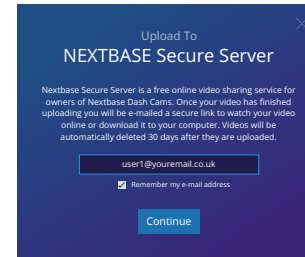 Upload To
NEXTBASE Secure Server
Nextbase Secure Server is a free online video sharing service for
owners of Nextbase Dash Cams. Once your video has finished
uploading you will be e-mailed a secure link to watch your video
online or download it to your computer. Videos will be
automatically deleted 30 days after they are uploaded.
user1@youremail.co.uk
Remember my e-mail address
Continue